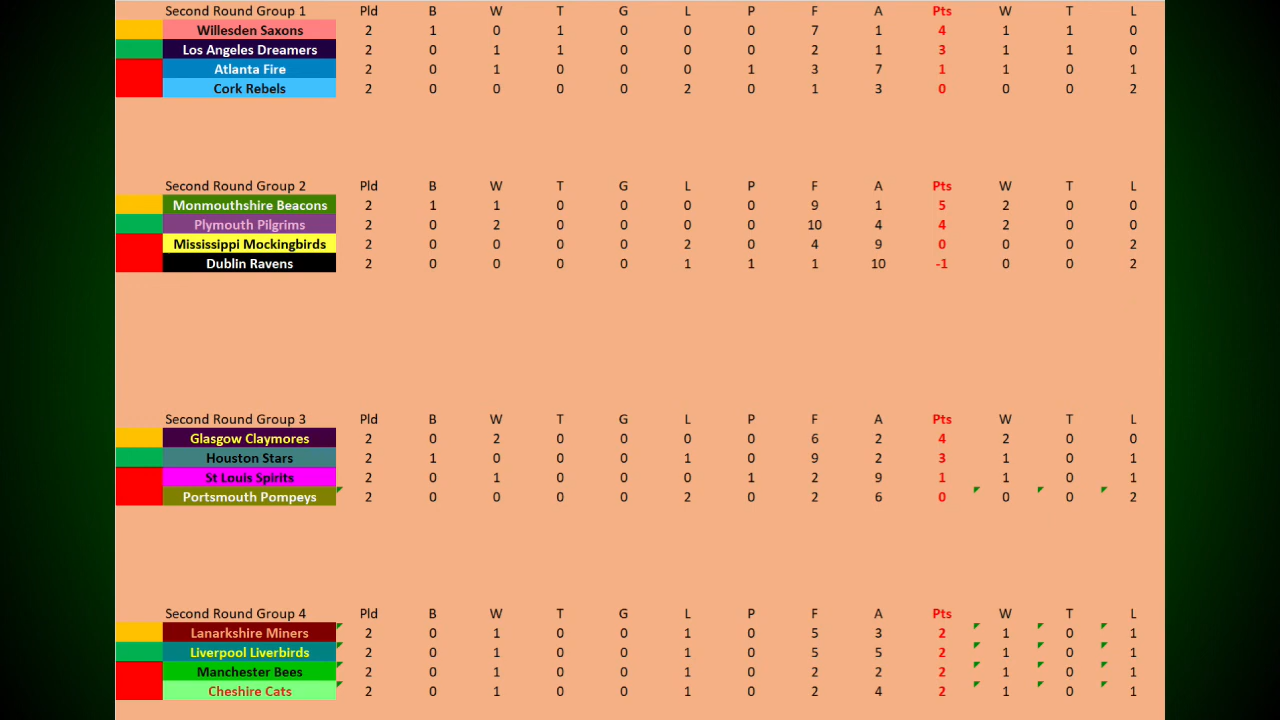 Second Round Group 1 Pld B W T G L P F A Pts W T L
Willesden Saxons 2 1 0 1 0 0 0 7 1 4 1 1 0
Los Angeles Dreamers 2 0 1 1 0 0 0 2 1 3 1 1 0
Atlanta Fire 2 0 1 0 0 0 1 3 7 1 1 0 1
Cork Rebels 2 0 0 0 0 2 0 1 3 0 0 0 2
Second Round Group 2 Pld B W T G L P F A Pts W T L
Monmouthshire Beacons 2 1 1 0 0 0 0 9 1 5 2 0 0
Plymouth Pilgrims 2 0 2 0 0 0 0 10 4 4 2 0 0
Mississippi Mockingbirds 2 0 0 0 0 2 0 4 9 0 0 0 2
Dublin Ravens 2 0 0 0 0 1 1 1 10 -1 0 0 2
Second Round Group 3 Pld B W T G L P F A Pts W T L
Glasgow Claymores 2 0 2 0 0 0 0 6 2 4 2 0 0
Houston Stars 2 1 0 0 0 1 0 9 2 3 1 0 1
St Louis Spirits 2 0 1 0 0 0 1 2 9 1 1 0 1
Portsmouth Pompeys 2 0 0 0 0 2 0 2 6 0 0 0 2
Second Round Group 4 Pld B W T G L P F A Pts W T L
Lanarkshire Miners 2 0 1 0 0 1 0 5 3 2 1 0 1
Liverpool Liverbirds 2 0 1 0 0 1 0 5 5 2 1 0 1
Manchester Bees 2 0 1 0 0 1 0 2 2 2 1 0 1
Cheshire Cats 2 0 1 0 0 1 0 2 4 2 1 0 1